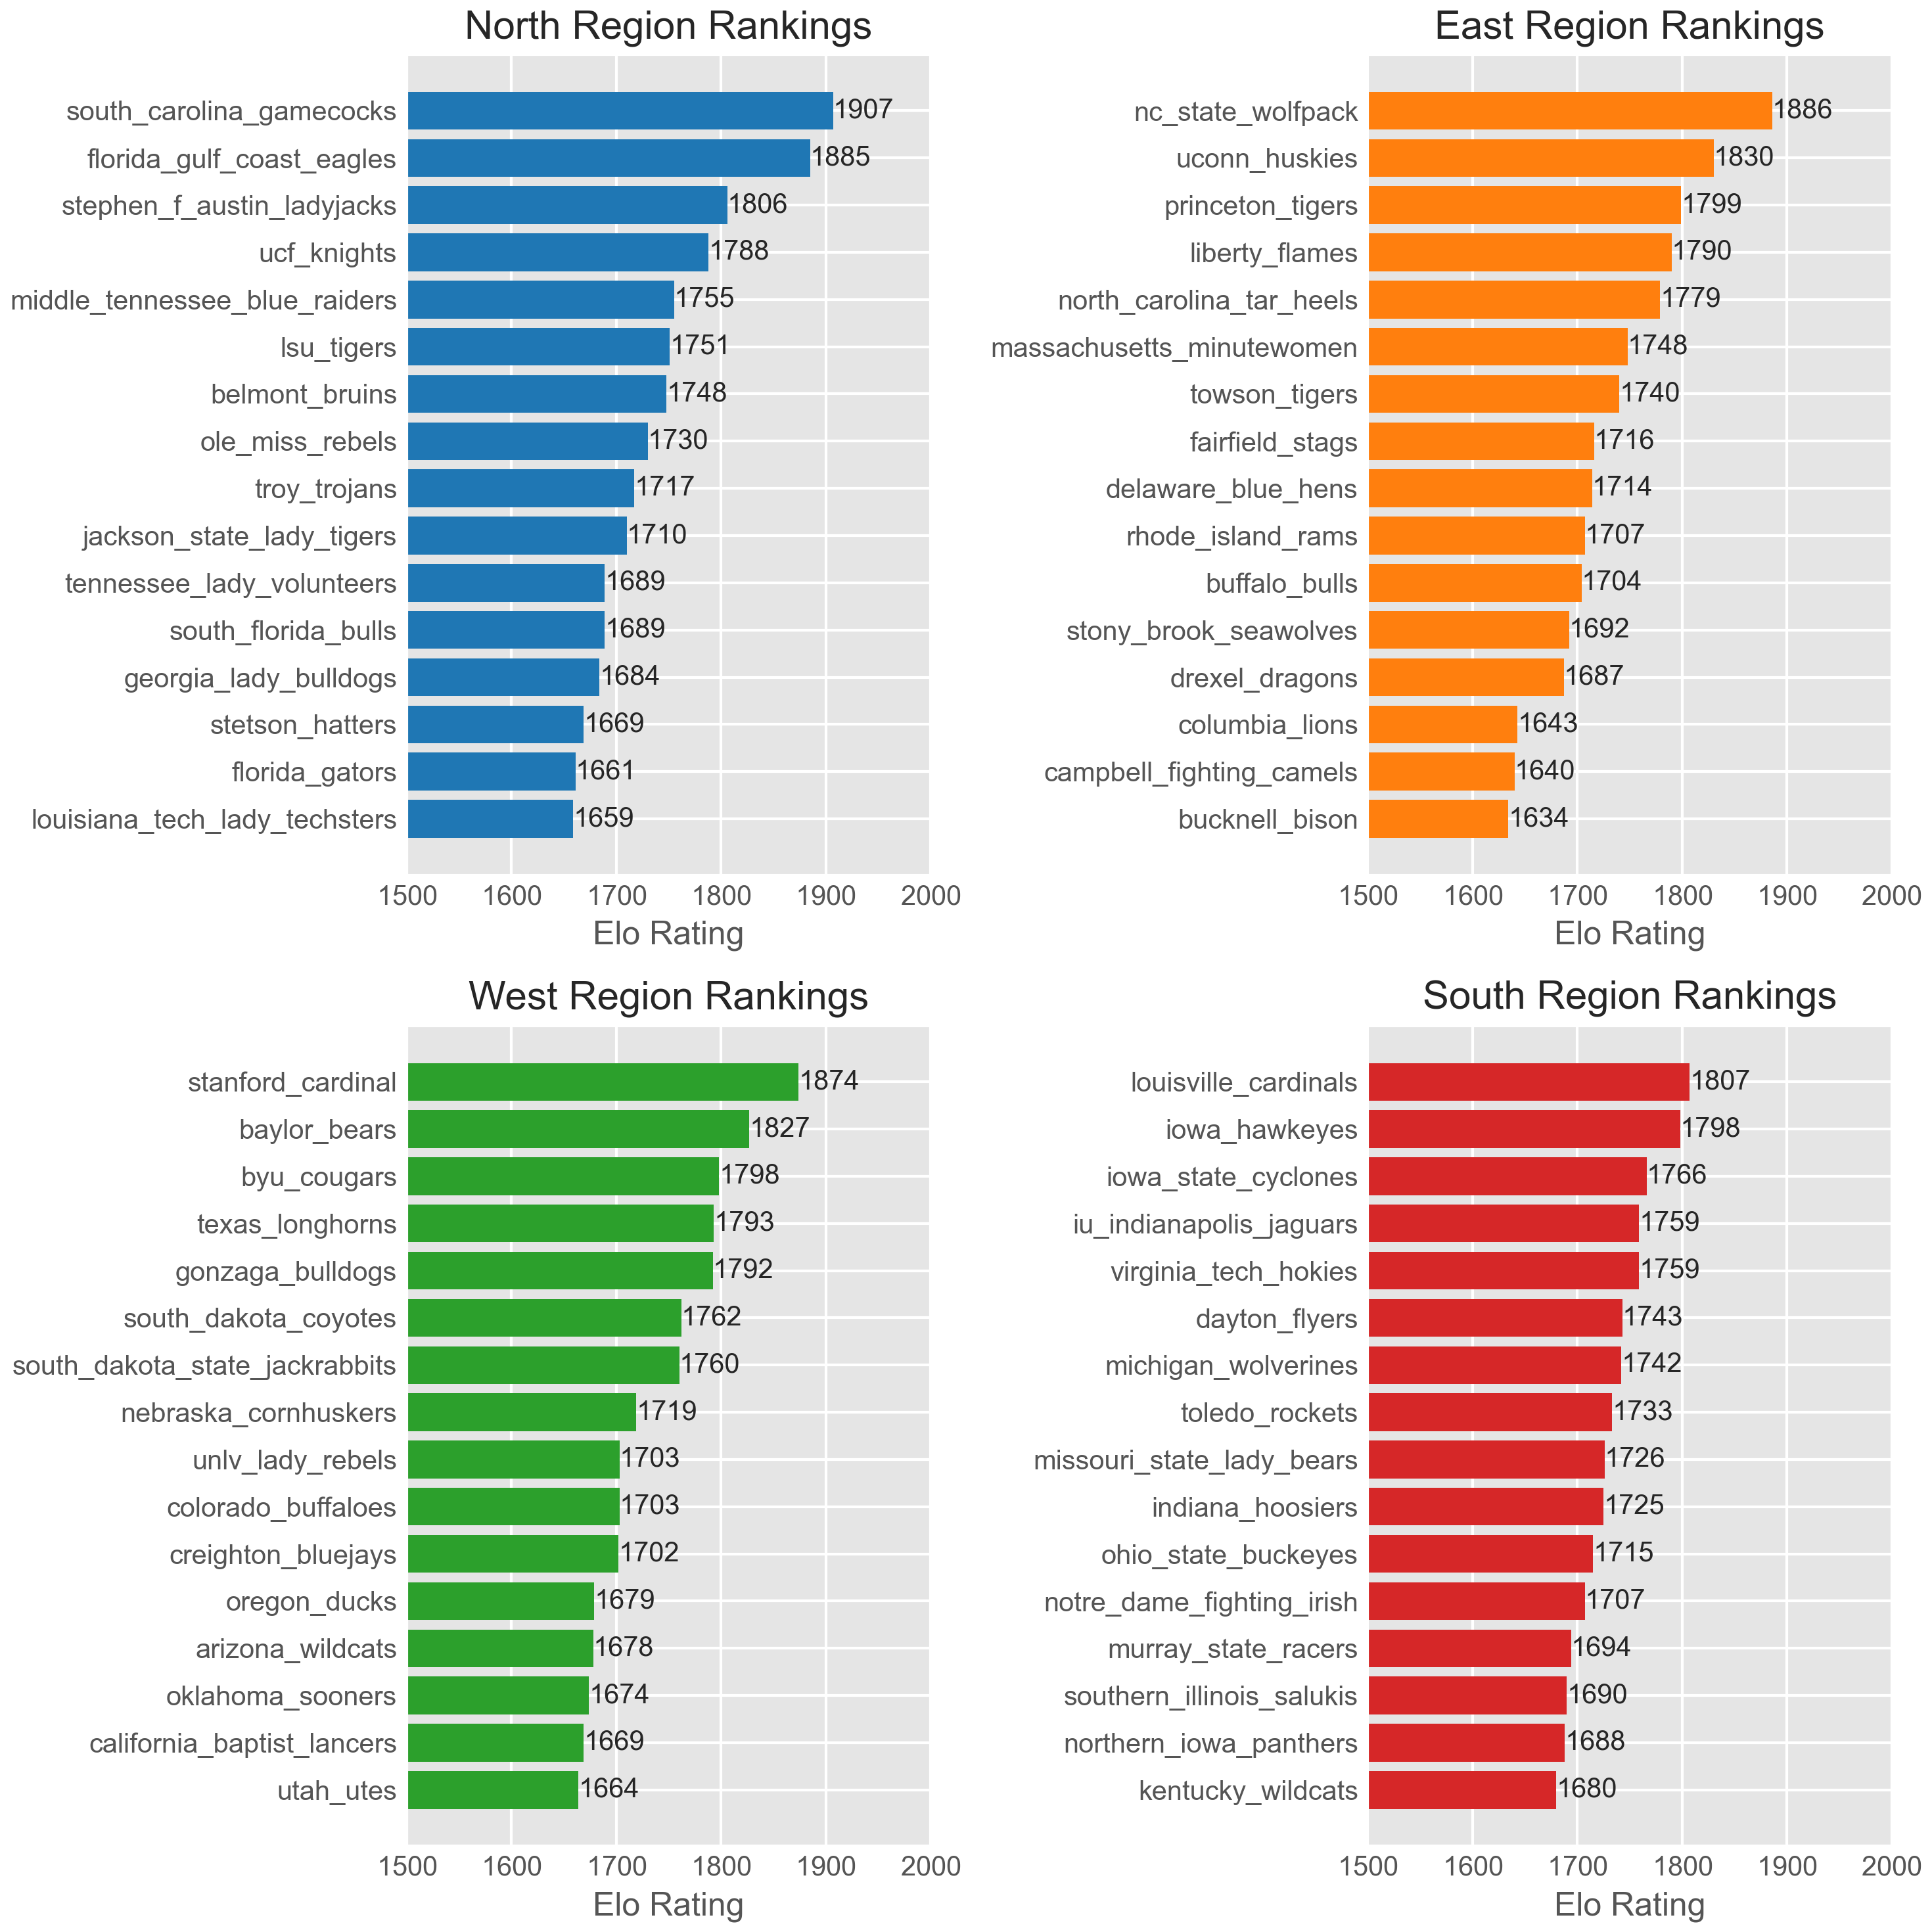 North Region Rankings
south_carolina_gamecocks 1907
florida_gulf_coast_eagles 1885
stephen_f_austin_ladyjacks 1806
ucf_knights 1788
middle_tennessee_blue_raiders 1755
lsu_tigers 1751
belmont_bruins 1748
ole_miss_rebels 1730
troy_trojans 1717
jackson_state_lady_tigers 1710
tennessee_lady_volunteers 1689
south_florida_bulls 1689
georgia_lady_bulldogs 1684
stetson_hatters 1669
florida_gators 1661
louisiana_tech_lady_techsters 1659
1500 1600 1700 1800 1900 2000
Elo Rating
East Region Rankings
nc_state_wolfpack 1886
uconn_huskies 1830
princeton_tigers 1799
liberty_flames 1790
north_carolina_tar_heels 1779
massachusetts_minutewomen 1748
towson_tigers 1740
fairfield_stags 1716
delaware_blue_hens 1714
rhode_island_rams 1707
buffalo_bulls 1704
stony_brook_seawolves 1692
drexel_dragons 1687
columbia_lions 1643
campbell_fighting_camels 1640
bucknell_bison 1634
1500 1600 1700 1800 1900 2000
Elo Rating
West Region Rankings
stanford_cardinal 1874
baylor_bears 1827
byu_cougars 1798
texas_longhorns 1793
gonzaga_bulldogs 1792
south_dakota_coyotes 1762
south_dakota_state_jackrabbits 1760
nebraska_cornhuskers 1719
unlv_lady_rebels 1703
colorado_buffaloes 1703
creighton_bluejays 1702
oregon_ducks 1679
arizona_wildcats 1678
oklahoma_sooners 1674
california_baptist_lancers 1669
utah_utes 1664
1500 1600 1700 1800 1900 2000
Elo Rating
South Region Rankings
louisville_cardinals 1807
iowa_hawkeyes 1798
iowa_state_cyclones 1766
iu_indianapolis_jaguars 1759
virginia_tech_hokies 1759
dayton_flyers 1743
michigan_wolverines 1742
toledo_rockets 1733
missouri_state_lady_bears 1726
indiana_hoosiers 1725
ohio_state_buckeyes 1715
notre_dame_fighting_irish 1707
murray_state_racers 1694
southern_illinois_salukis 1690
northern_iowa_panthers 1688
kentucky_wildcats 1680
1500 1600 1700 1800 1900 2000
Elo Rating